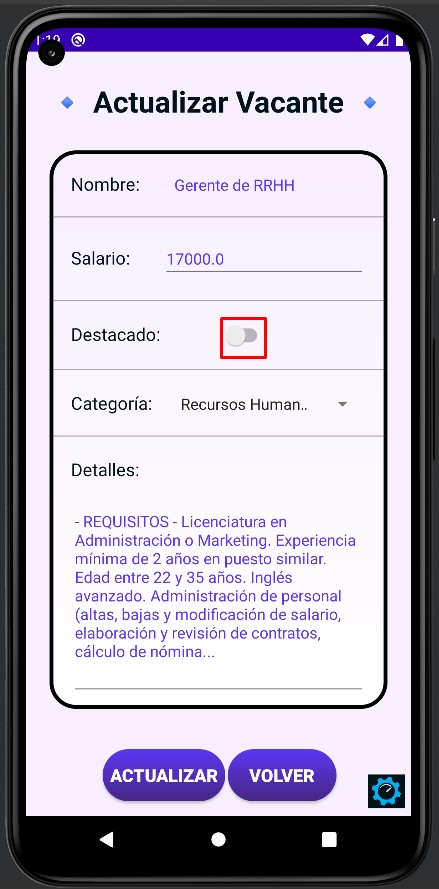 1:19
Actualizar Vacante
Nombre: Gerente de RRHH
Salario: 17000.0
Destacado:
Categoría: Recursos Human..
Detalles:
- REQUISITOS - Licenciatura en
Administración o Marketing. Experiencia
mínima de 2 años en puesto similar.
Edad entre 22 y 35 años. Inglés
avanzado. Administración de personal
(altas, bajas y modificación de salario,
elaboración y revisión de contratos,
cálculo de nómina...
ACTUALIZAR VOLVER